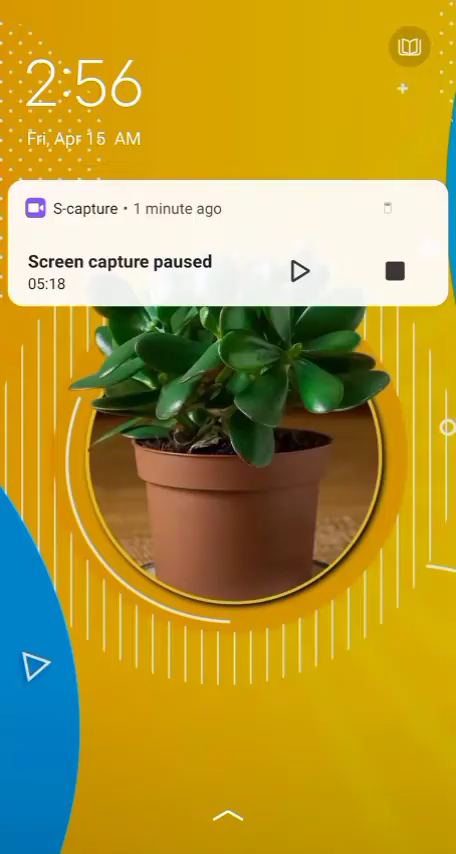 2:56
Fri, Apr 15 AM
S-capture • 1 minute ago
Screen capture paused
05:18